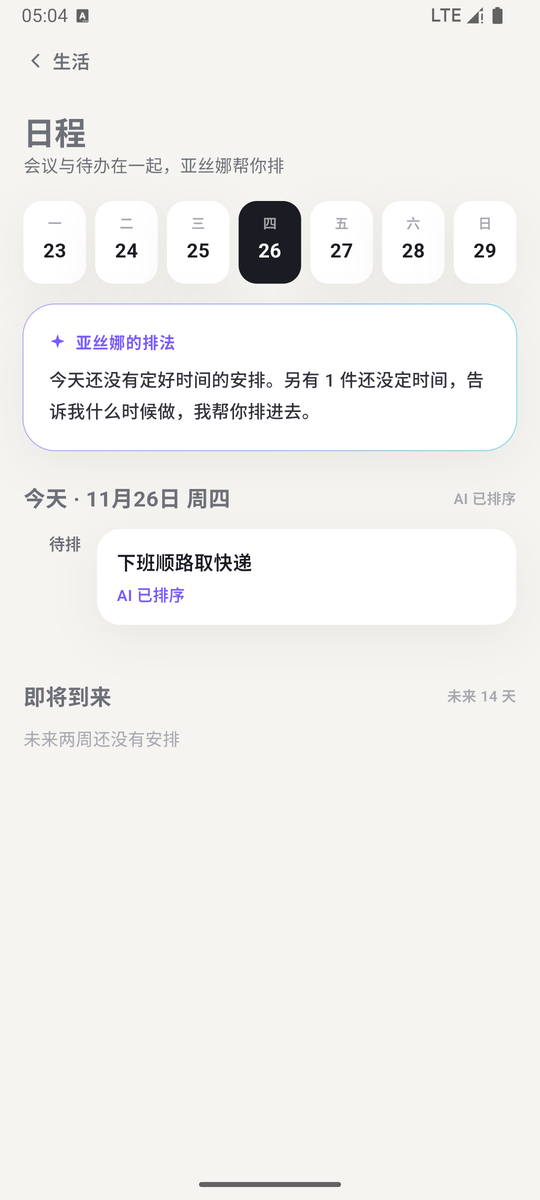 05:04 A LTE
生活
日程
会议与待办在一起，亚丝娜帮你排
一 二 三 四 五 六 日
23 24 25 26 27 28 29
亚丝娜的排法
今天还没有定好时间的安排。另有 1 件还没定时间，告
诉我什么时候做，我帮你排进去。
今天 · 11月26日 周四 AI 已排序
待排
下班顺路取快递
AI 已排序
即将到来 未来 14 天
未来两周还没有安排